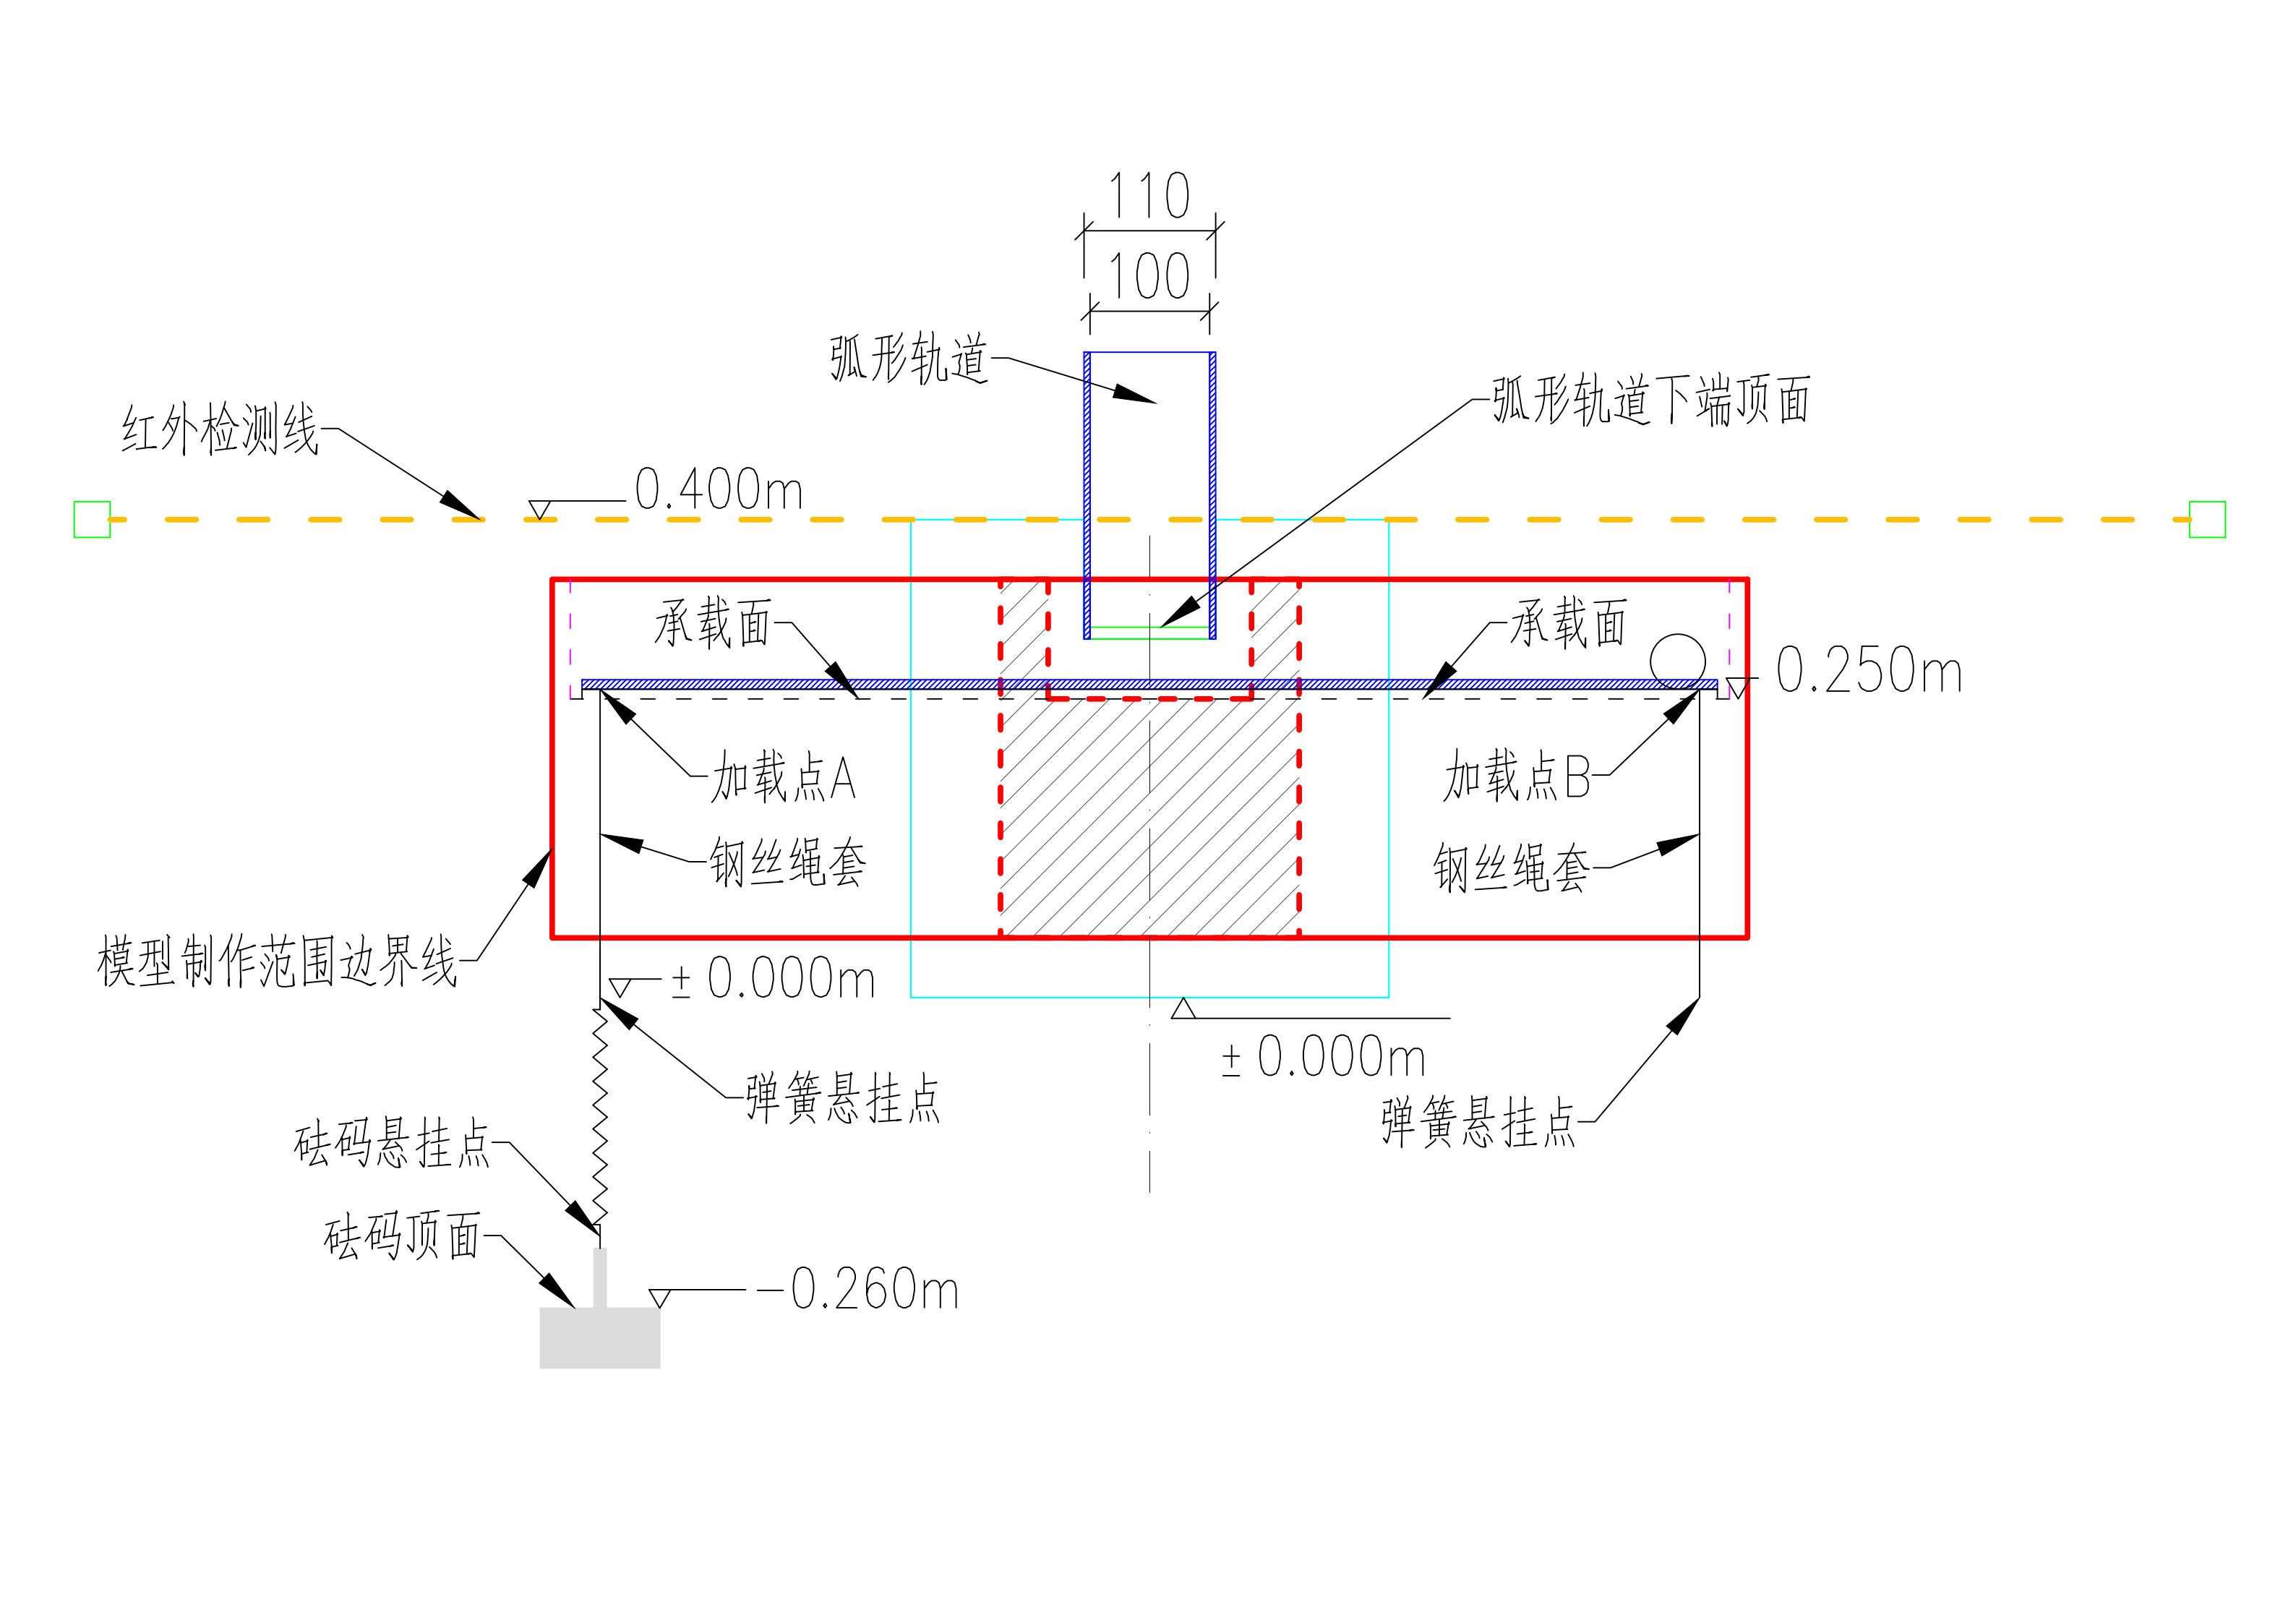 110
100
弧形轨道
弧形轨道下端顶面
红外检测线
0.400m
承载面
承载面
0.250m
加载点A
加载点B
钢丝绳套
钢丝绳套
模型制作范围边界线
±0.000m
±0.000m
弹簧悬挂点
弹簧悬挂点
砝码悬挂点
砝码顶面
-0.260m